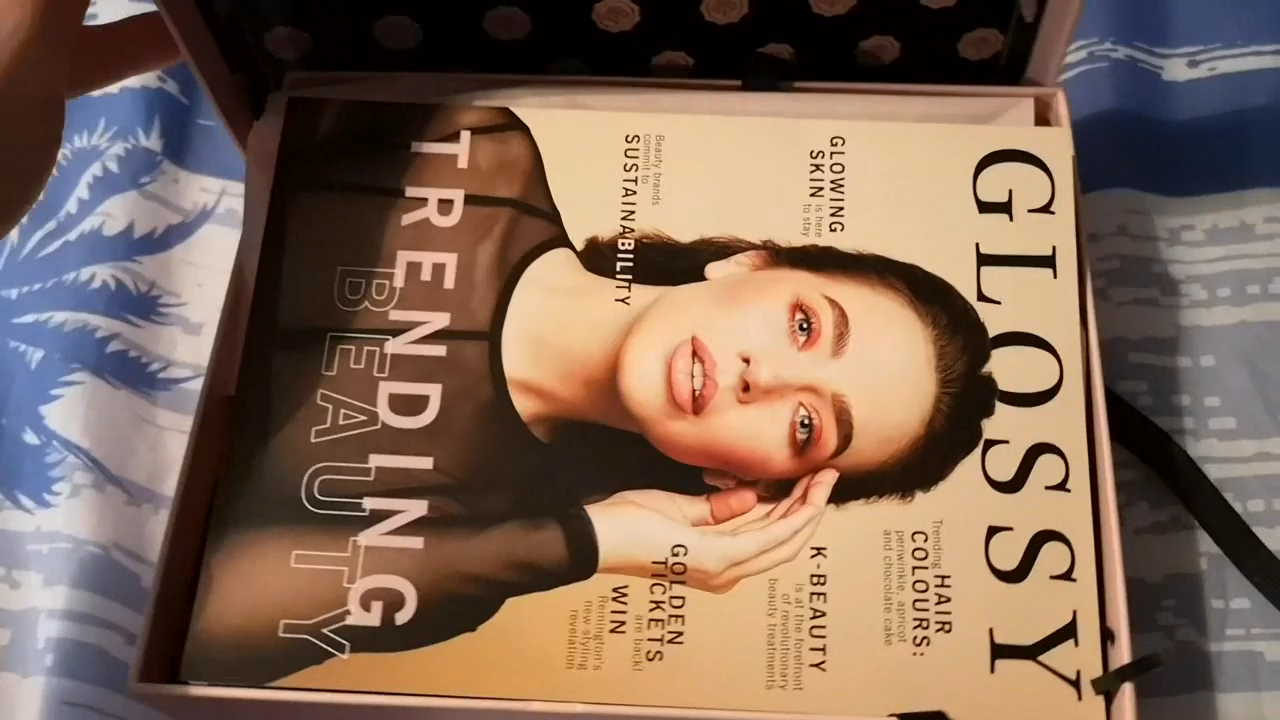 GLOSSY
GLOWING
SKIN is here
to stay
Beauty brands
commit to
SUSTAINABILITY
Trending HAIR
COLOURS:
periwinkle, apricot
and chocolate cake
K-BEAUTY
is at the forefront
of revolutionary
beauty treatments
GOLDEN
TICKETS
are back!
WIN
Remington's
new styling
revelation
TRENDING
BEAUTY